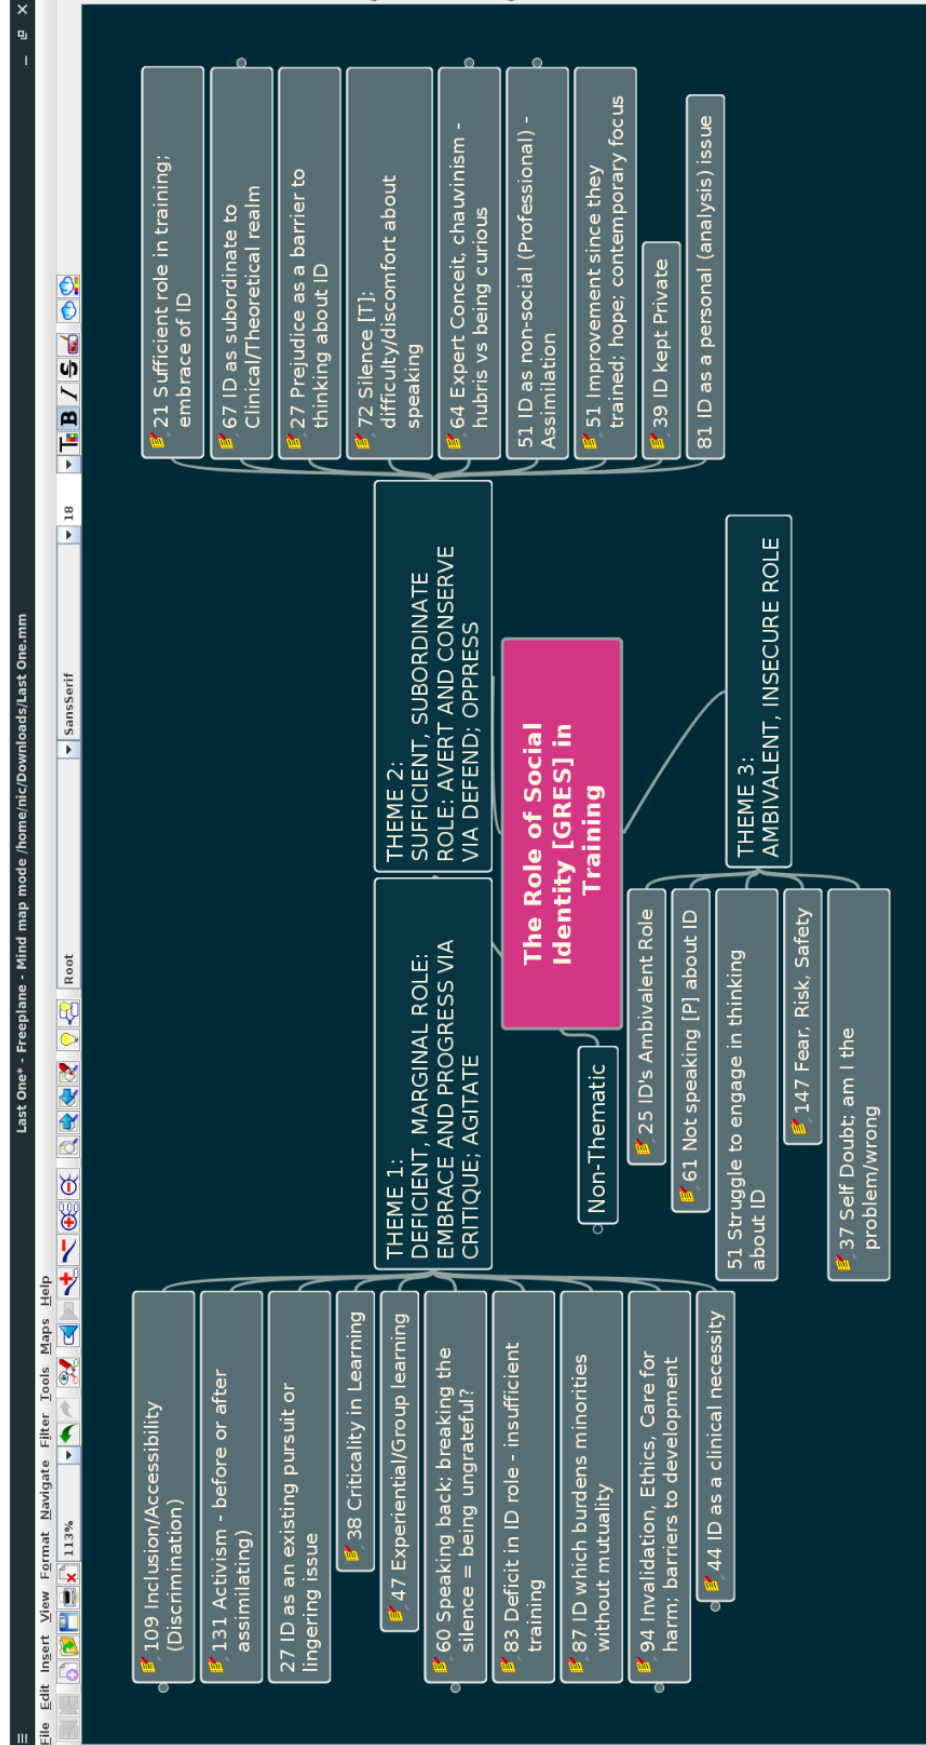 Last One* - Freeplane - Mind map mode /home/nic/Downloads/Last One.mm
File Edit Insert View Format Navigate Filter Tools Maps Help
113%
Root
SansSerif
18
T B I S
109 Inclusion/Accessibility
(Discrimination)
131 Activism - before or after
assimilating)
27 ID as an existing pursuit or
lingering issue
38 Criticality in Learning
47 Experiential/Group learning
60 Speaking back; breaking the
silence = being ungrateful?
83 Deficit in ID role - insufficient
training
87 ID which burdens minorities
without mutuality
94 Invalidation, Ethics, Care for
harm; barriers to development
44 ID as a clinical necessity
THEME 1:
DEFICIENT, MARGINAL ROLE:
EMBRACE AND PROGRESS VIA
CRITIQUE; AGITATE
THEME 2:
SUFFICIENT, SUBORDINATE
ROLE: AVERT AND CONSERVE
VIA DEFEND; OPPRESS
21 Sufficient role in training;
embrace of ID
67 ID as subordinate to
Clinical/Theoretical realm
27 Prejudice as a barrier to
thinking about ID
72 Silence [T];
difficulty/discomfort about
speaking
64 Expert Conceit, chauvinism -
hubris vs being curious
51 ID as non-social (Professional) -
Assimilation
51 Improvement since they
trained; hope; contemporary focus
39 ID kept Private
81 ID as a personal (analysis) issue
The Role of Social
Identity [GRES] in
Training
Non-Thematic
25 ID's Ambivalent Role
61 Not speaking [P] about ID
51 Struggle to engage in thinking
about ID
147 Fear, Risk, Safety
37 Self Doubt; am I the
problem/wrong
THEME 3:
AMBIVALENT, INSECURE ROLE